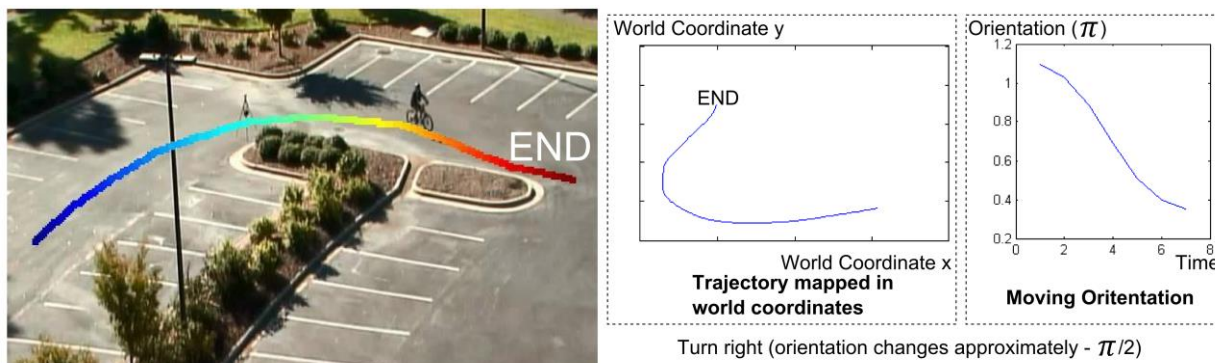 END
World Coordinate y
END
World Coordinate x
Trajectory mapped in
world coordinates
Orientation (π)
1.2
1
0.8
0.6
0.4
0.2
0 2 4 6 8
Time
Moving Oritentation
Turn right (orientation changes approximately - π/2)